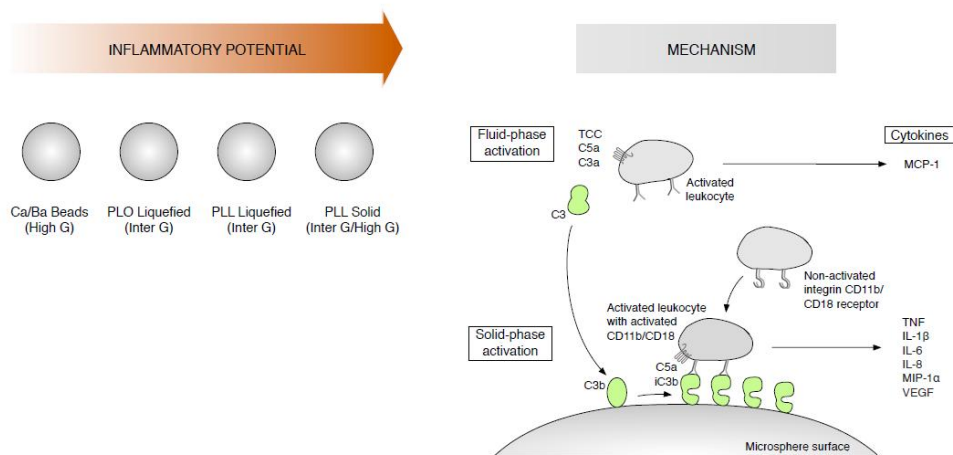 INFLAMMATORY POTENTIAL
Ca/Ba Beads
(High G)
PLO Liquefied
(Inter G)
PLL Liquefied
(Inter G)
PLL Solid
(Inter G/High G)
MECHANISM
Fluid-phase
activation
TCC
C5a
C3a
Activated
leukocyte
Cytokines
MCP-1
C3
Non-activated
integrin CD11b/
CD18 receptor
Solid-phase
activation
Activated leukocyte
with activated
CD11b/CD18
C5a
iC3b
C3b
TNF
IL-1β
IL-6
IL-8
MIP-1α
VEGF
Microsphere surface